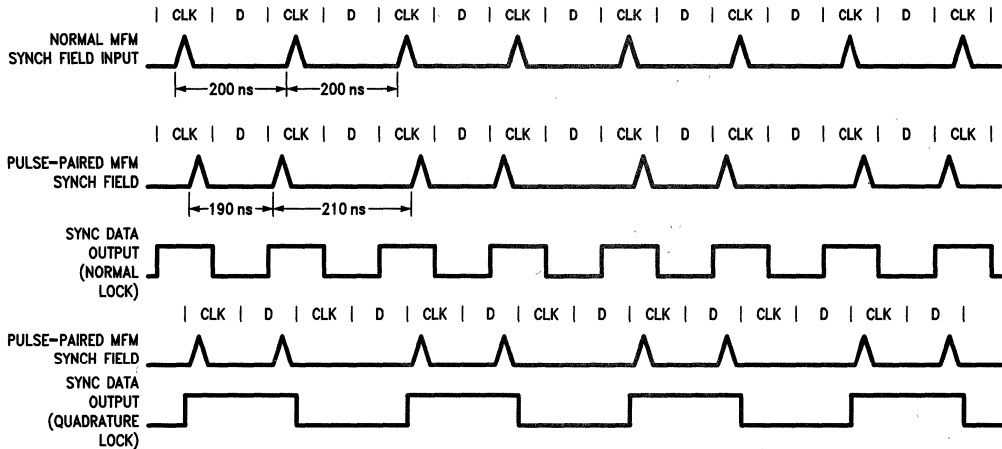 | CLK | D | CLK | D | CLK | D | CLK | D | CLK | D | CLK | D | CLK | D | CLK |
NORMAL MFM
SYNCH FIELD INPUT
200 ns
200 ns
| CLK | D | CLK | D | CLK | D | CLK | D | CLK | D | CLK | D | CLK | D | CLK |
PULSE-PAIRED MFM
SYNCH FIELD
190 ns
210 ns
SYNC DATA
OUTPUT
(NORMAL
LOCK)
| CLK | D | CLK | D | CLK | D | CLK | D | CLK | D | CLK | D | CLK | D |
PULSE-PAIRED MFM
SYNCH FIELD
SYNC DATA
OUTPUT
(QUADRATURE
LOCK)